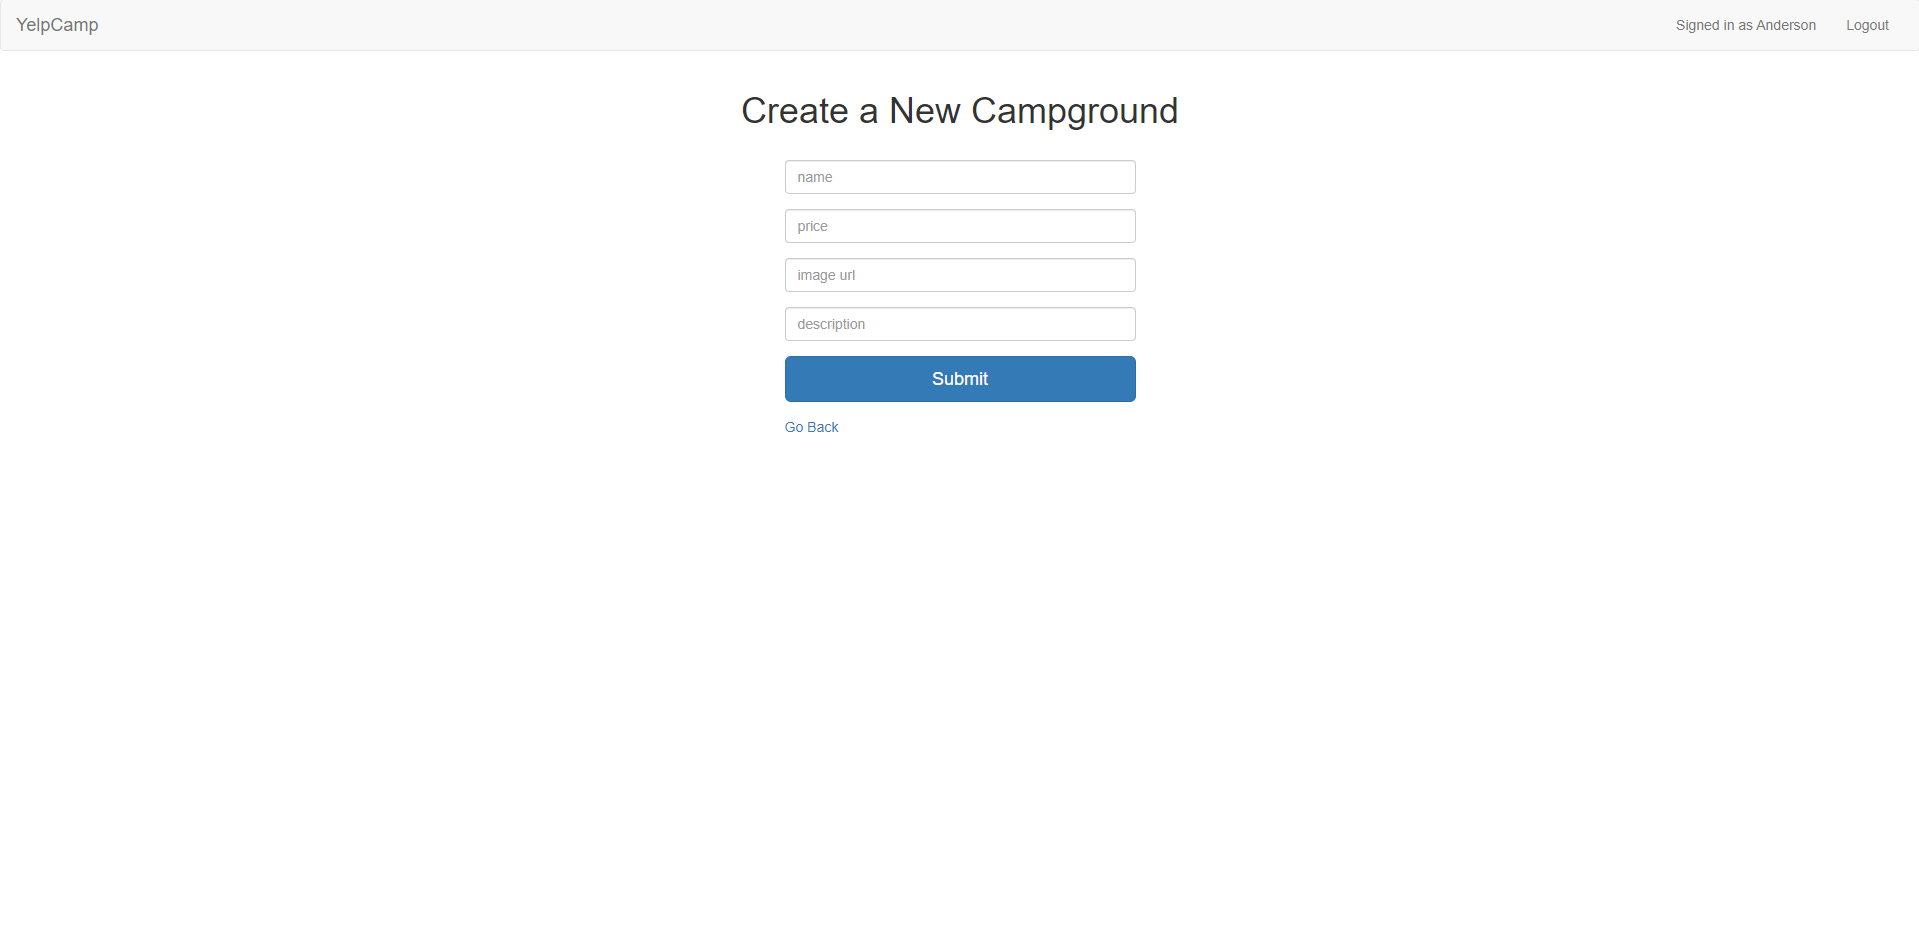 YelpCamp Signed in as Anderson Logout
Create a New Campground
name
price
image url
description
Submit
Go Back